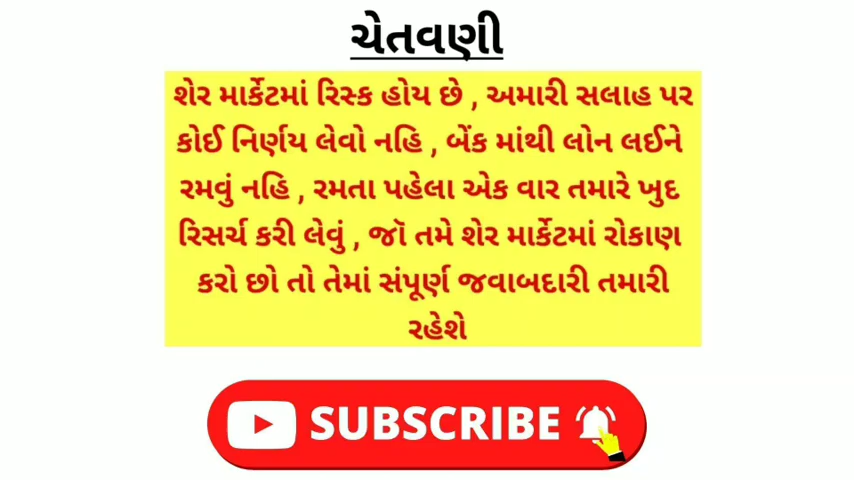 ચેતવણી
શેર માર્કેટમાં રિસ્ક હોય છે , અમારી સલાહ પર
કોઈ નિર્ણય લેવો નહિ , બેંક માંથી લોન લઈને
રમવું નહિ , રમતા પહેલા એક વાર તમારે ખુદ
રિસર્ચ કરી લેવું , જૉ તમે શેર માર્કેટમાં રોકાણ
કરો છો તો તેમાં સંપૂર્ણ જવાબદારી તમારી
રહેશે
SUBSCRIBE